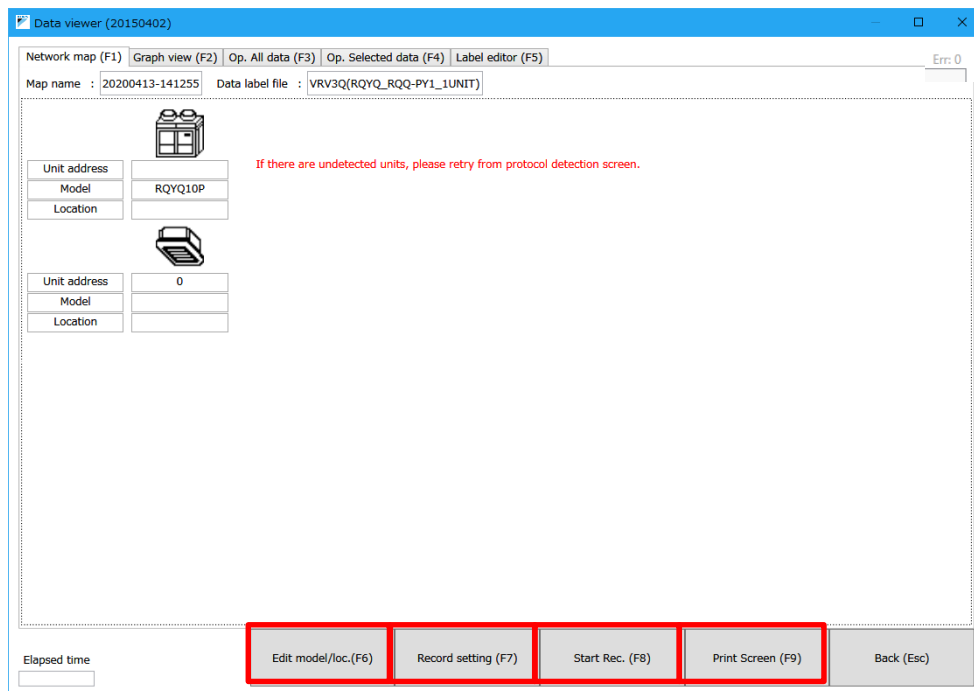 Data viewer (20150402)
Network map (F1) Graph view (F2) Op. All data (F3) Op. Selected data (F4) Label editor (F5)
Err: 0
Map name : 20200413-141255 Data label file : VRV3Q(RQYQ_RQQ-PY1_1UNIT)
If there are undetected units, please retry from protocol detection screen.
Unit address
Model RQYQ10P
Location
Unit address 0
Model
Location
Elapsed time
Edit model/loc.(F6) Record setting (F7) Start Rec. (F8) Print Screen (F9) Back (Esc)